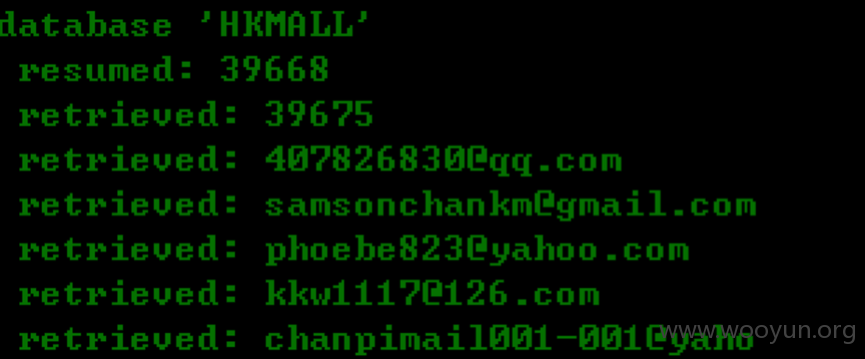 database 'HKMALL'
resumed: 39668
retrieved: 39675
retrieved: 407826830@qq.com
retrieved: samsonchankm@gmail.com
retrieved: phoebe823@yahoo.com
retrieved: kkw1117@126.com
retrieved: chanpimail001-001@yaho
www.wooyun.org